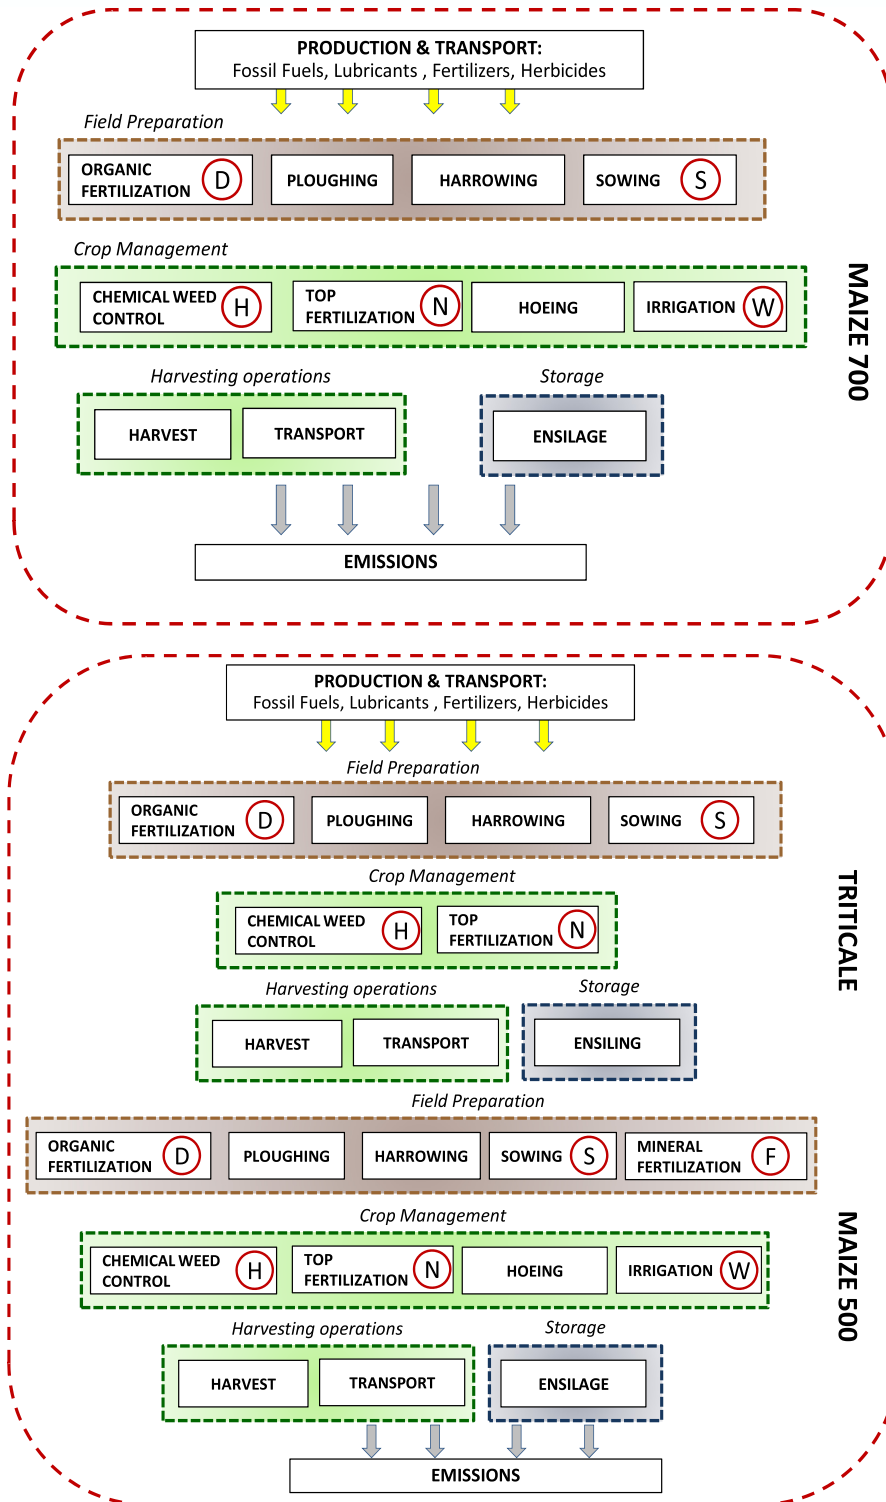 PRODUCTION & TRANSPORT:
Fossil Fuels, Lubricants , Fertilizers, Herbicides
Field Preparation
ORGANIC
FERTILIZATION
D
PLOUGHING
HARROWING
SOWING
S
Crop Management
CHEMICAL WEED
CONTROL
H
TOP
FERTILIZATION
N
HOEING
IRRIGATION
W
MAIZE 700
Harvesting operations
HARVEST
TRANSPORT
Storage
ENSILAGE
EMISSIONS
PRODUCTION & TRANSPORT:
Fossil Fuels, Lubricants , Fertilizers, Herbicides
Field Preparation
ORGANIC
FERTILIZATION
D
PLOUGHING
HARROWING
SOWING
S
Crop Management
CHEMICAL WEED
CONTROL
H
TOP
FERTILIZATION
N
TRITICALE
Harvesting operations
HARVEST
TRANSPORT
Storage
ENSILING
Field Preparation
ORGANIC
FERTILIZATION
D
PLOUGHING
HARROWING
SOWING
S
MINERAL
FERTILIZATION
F
Crop Management
CHEMICAL WEED
CONTROL
H
TOP
FERTILIZATION
N
HOEING
IRRIGATION
W
MAIZE 500
Harvesting operations
HARVEST
TRANSPORT
Storage
ENSILAGE
EMISSIONS